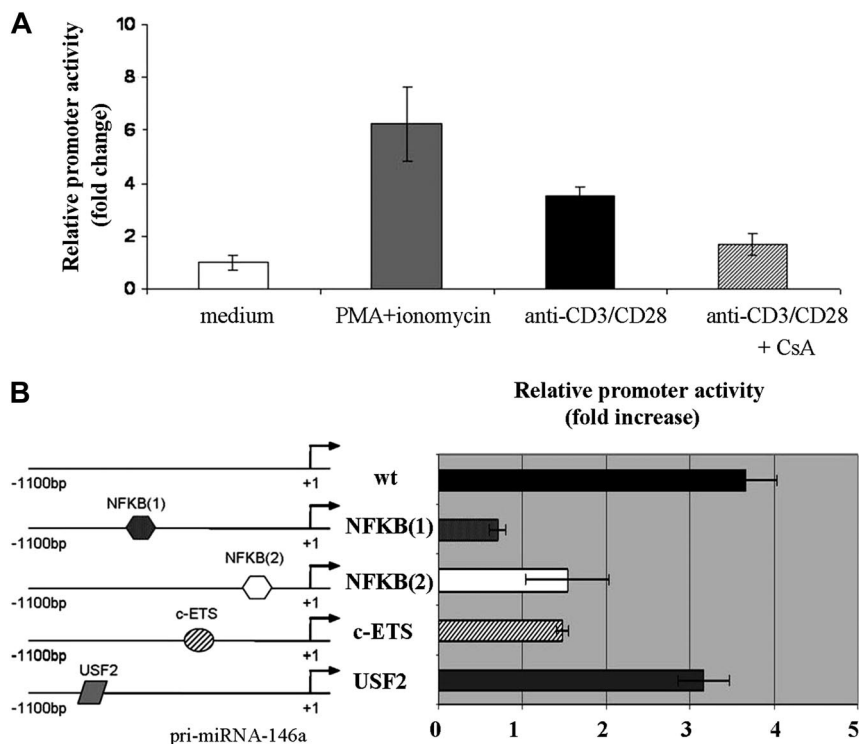 A
Relative promoter activity
(fold change)
10
8
6
4
2
0
medium
PMA+ionomycin
anti-CD3/CD28
anti-CD3/CD28
+ CsA
B
Relative promoter activity
(fold increase)
-1100bp
+1
wt
NFKB(1)
-1100bp
+1
NFKB(1)
NFKB(2)
-1100bp
+1
NFKB(2)
c-ETS
-1100bp
+1
c-ETS
USF2
-1100bp
+1
USF2
pri-miRNA-146a
0 1 2 3 4 5